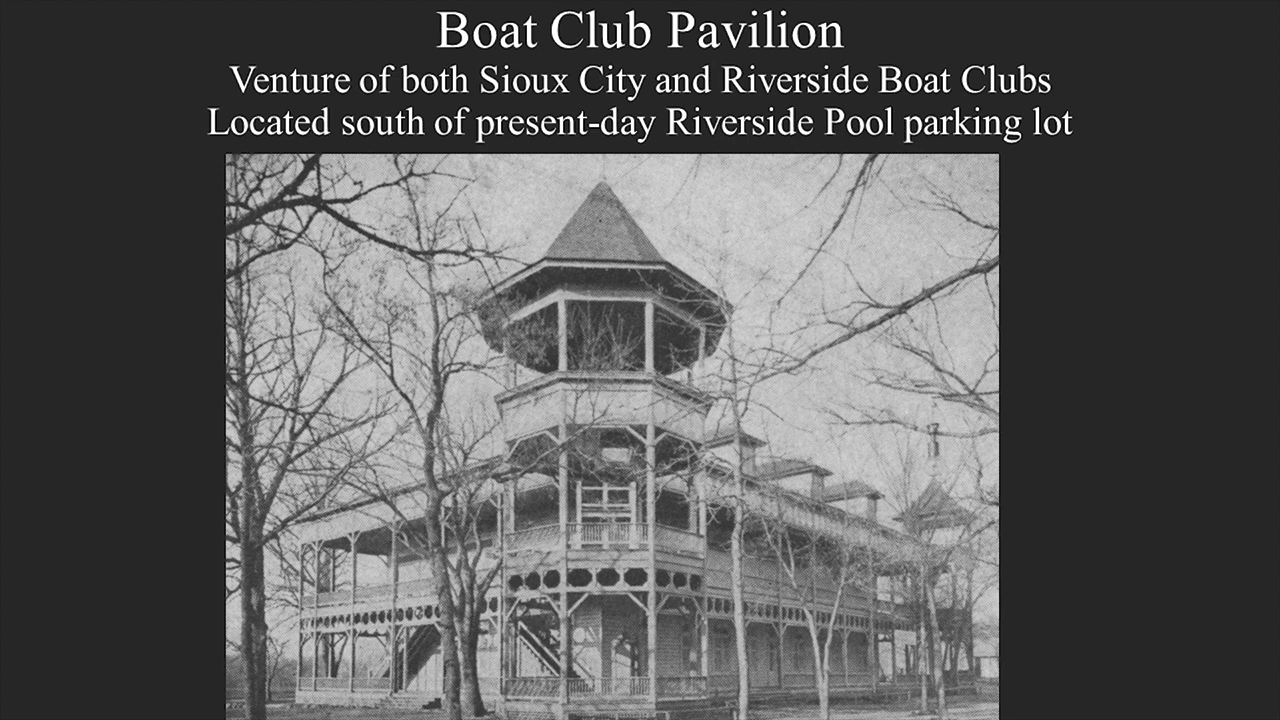 Boat Club Pavilion
Venture of both Sioux City and Riverside Boat Clubs
Located south of present-day Riverside Pool parking lot